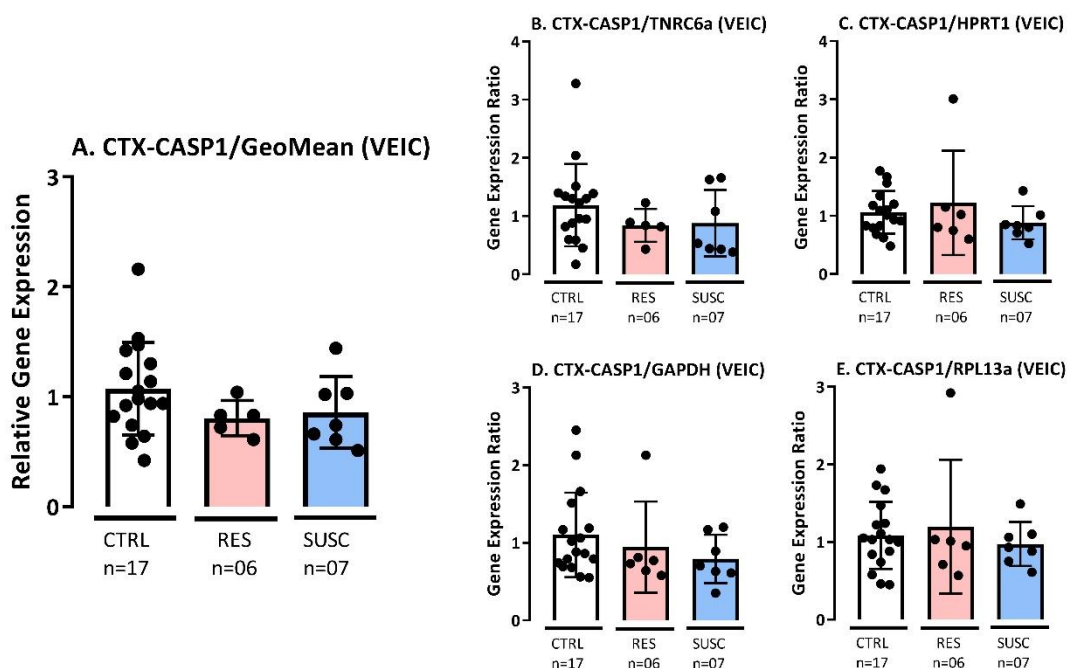 A. CTX-CASP1/GeoMean (VEIC)
Relative Gene Expression
3
2
1
0
CTRL
n=17
RES
n=06
SUSC
n=07
B. CTX-CASP1/TNRC6a (VEIC)
Gene Expression Ratio
4
3
2
1
0
CTRL
n=17
RES
n=06
SUSC
n=07
C. CTX-CASP1/HPRT1 (VEIC)
Gene Expression Ratio
4
3
2
1
0
CTRL
n=17
RES
n=06
SUSC
n=07
D. CTX-CASP1/GAPDH (VEIC)
Gene Expression Ratio
3
2
1
0
CTRL
n=17
RES
n=06
SUSC
n=07
E. CTX-CASP1/RPL13a (VEIC)
Gene Expression Ratio
3
2
1
0
CTRL
n=17
RES
n=06
SUSC
n=07